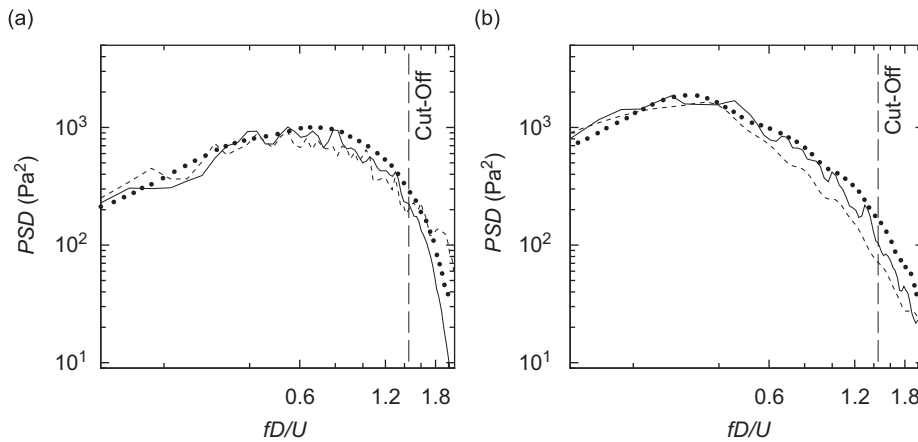 (a)
(b)
10³
10²
10¹
PSD (Pa²)
0.6 1.2 1.8
fD/U
Cut-Off
10³
10²
10¹
PSD (Pa²)
0.6 1.2 1.8
fD/U
Cut-Off